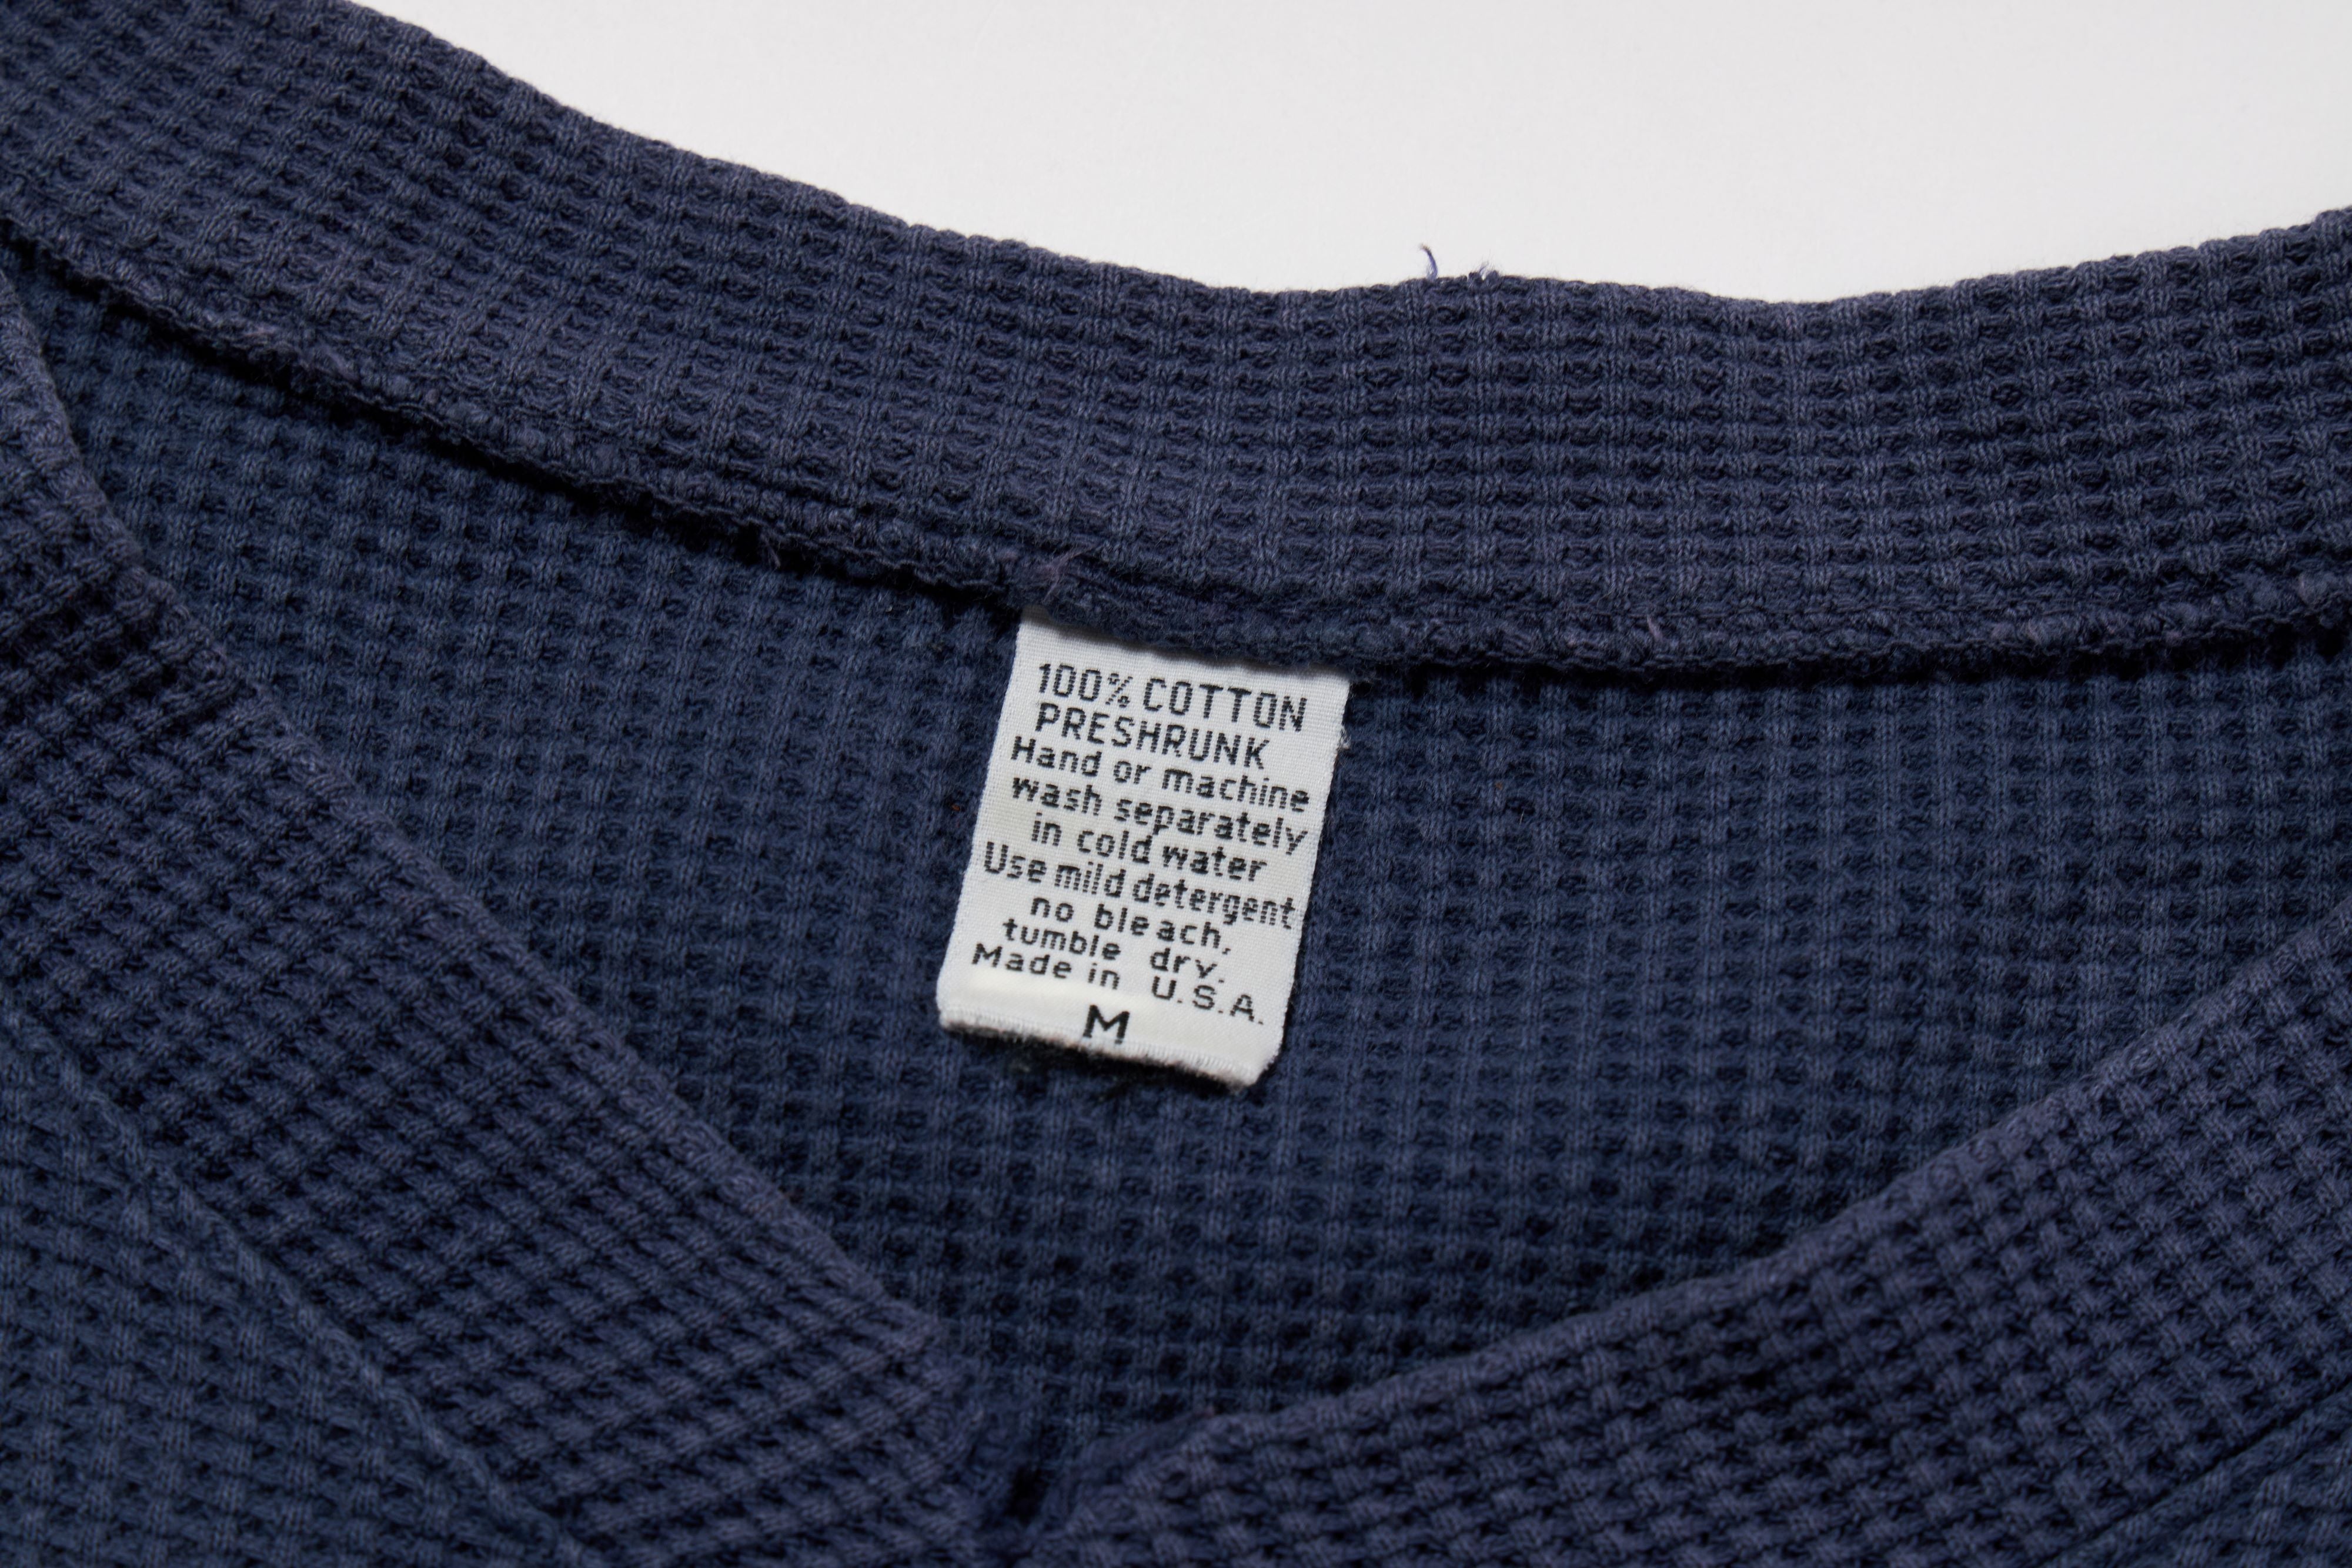 100% COTTON
PRESHRUNK
Hand or machine
wash separately
in cold water
Use mild detergent
no bleach,
tumble dry.
Made in U.S.A.
M